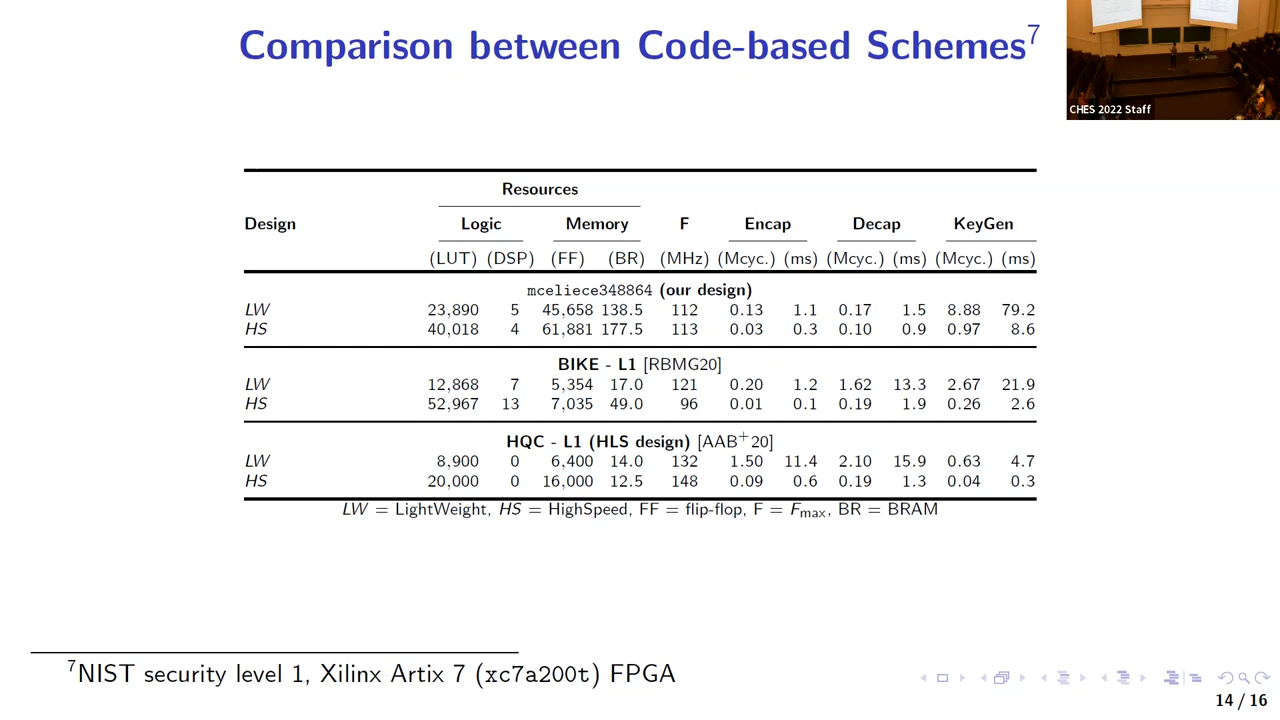 Comparison between Code-based Schemes7
CHES 2022 Staff
Resources
Design Logic Memory F Encap Decap KeyGen
(LUT) (DSP) (FF) (BR) (MHz) (Mcyc.) (ms) (Mcyc.) (ms) (Mcyc.) (ms)
mceliece348864 (our design)
LW 23,890 5 45,658 138.5 112 0.13 1.1 0.17 1.5 8.88 79.2
HS 40,018 4 61,881 177.5 113 0.03 0.3 0.10 0.9 0.97 8.6
BIKE - L1 [RBMG20]
LW 12,868 7 5,354 17.0 121 0.20 1.2 1.62 13.3 2.67 21.9
HS 52,967 13 7,035 49.0 96 0.01 0.1 0.19 1.9 0.26 2.6
HQC - L1 (HLS design) [AAB+20]
LW 8,900 0 6,400 14.0 132 1.50 11.4 2.10 15.9 0.63 4.7
HS 20,000 0 16,000 12.5 148 0.09 0.6 0.19 1.3 0.04 0.3
LW = LightWeight, HS = HighSpeed, FF = flip-flop, F = Fmax, BR = BRAM
7NIST security level 1, Xilinx Artix 7 (xc7a200t) FPGA
14 / 16